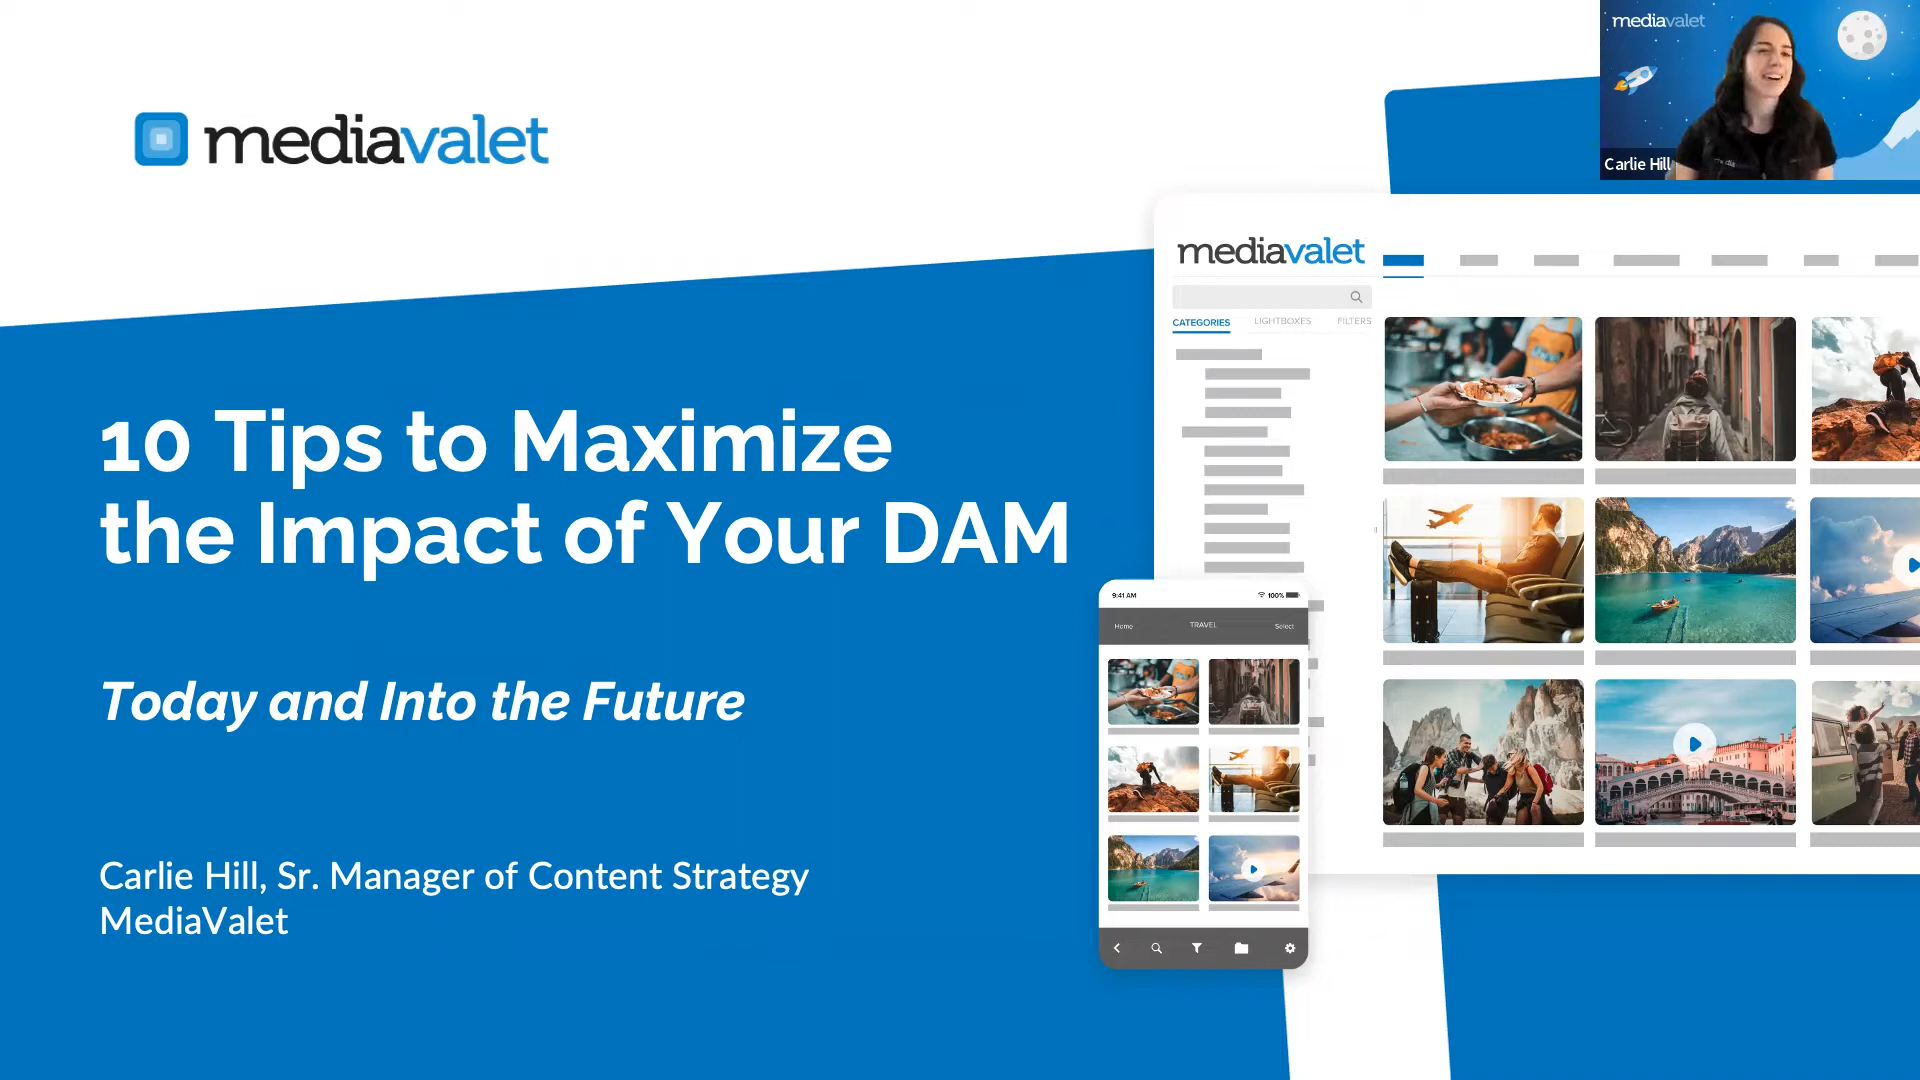 mediavalet
mediavalet
Carlie Hill
mediavalet
CATEGORIES LIGHTBOXES FILTERS
10 Tips to Maximize
the Impact of Your DAM
Today and Into the Future
Carlie Hill, Sr. Manager of Content Strategy
MediaValet
9:41 AM 100%
Home TRAVEL Select